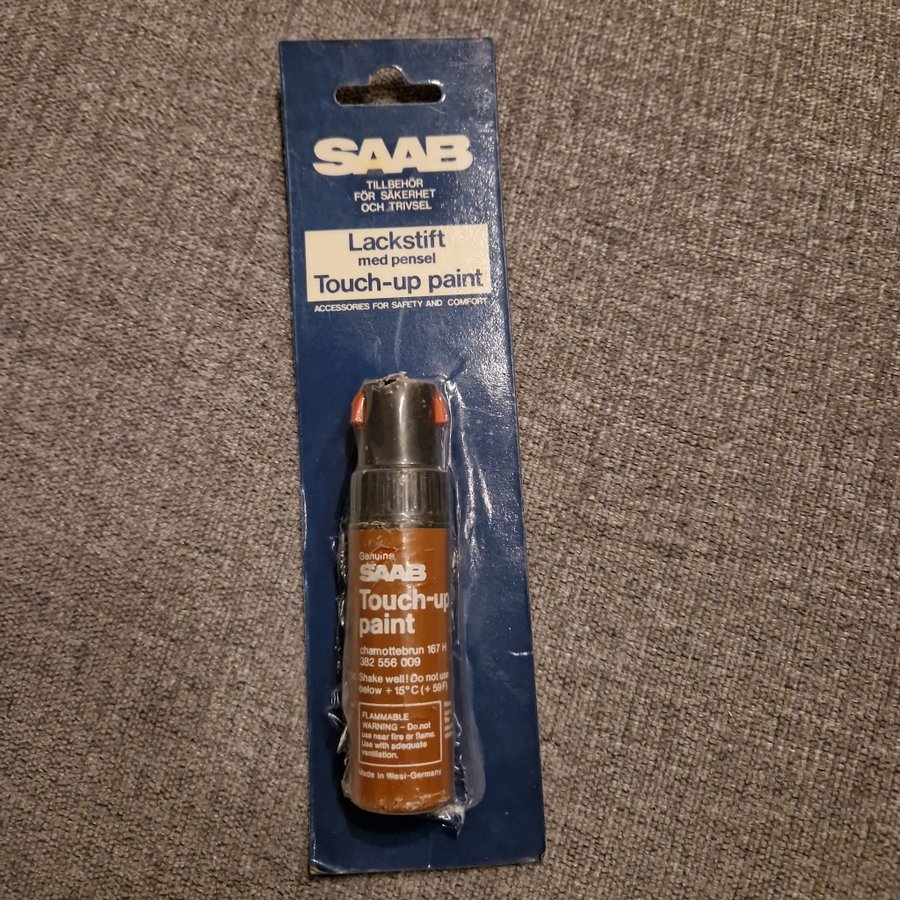 SAAB
TILLBEHÖR
FÖR SÄKERHET
OCH TRIVSEL
Lackstift
med pensel
Touch-up paint
ACCESSORIES FOR SAFETY AND COMFORT
Genuine
SAAB
Touch-up
paint
chamottebrun 167 H
382 556 009
Shake well! Do not use
below +15°C (+59F)
FLAMMABLE
WARNING – Do not
use near fire or flame.
Use with adequate
ventilation.
Made in West-Germany